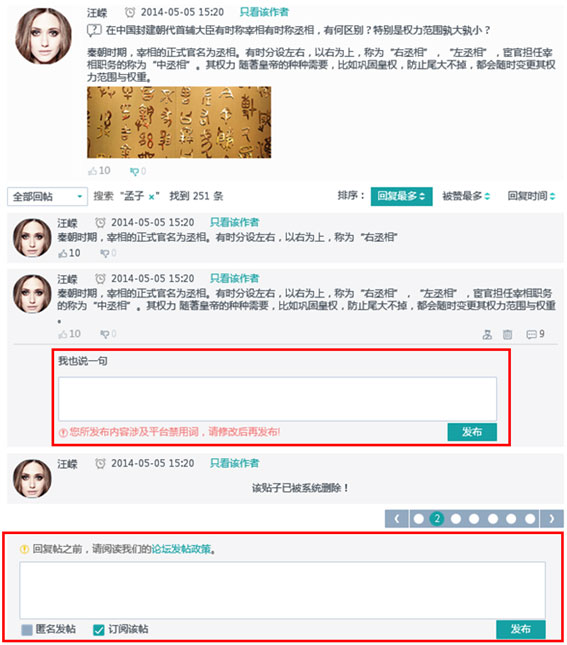 汪嵘 2014-05-05 15:20 只看该作者
在中国封建朝代首辅大臣有时称宰相有时称丞相，有何区别？特别是权力范围孰大孰小？
秦朝时期，宰相的正式官名为丞相。有时分设左右，以右为上，称为“右丞相”，“左丞相”，宦官担任宰
相职务的称为“中丞相”。其权力 随著皇帝的种种需要，比如巩固皇权，防止尾大不掉，都会随时变更其权
力范围与权重。
10 0
全部回帖 搜索 “孟子 ×” 找到 251 条 排序： 回复最多 被赞最多 回复时间
汪嵘 2014-05-05 15:20 只看该作者
秦朝时期，宰相的正式官名为丞相。有时分设左右，以右为上，称为“右丞相”
10 0
汪嵘 2014-05-05 15:20 只看该作者
秦朝时期，宰相的正式官名为丞相。有时分设左右，以右为上，称为“右丞相”，“左丞相”，宦官担任宰相职务
的称为“中丞相”。其权力 随著皇帝的种种需要，比如巩固皇权，防止尾大不掉，都会随时变更其权力范围与权重
。
10 0 9
我也说一句
您所发布内容涉及平台禁用词，请修改后再发布!
发布
汪嵘 2014-05-05 15:20 只看该作者
该贴子已被系统删除！
2
回复帖之前，请阅读我们的论坛发帖政策。
匿名发帖 订阅该帖 发布